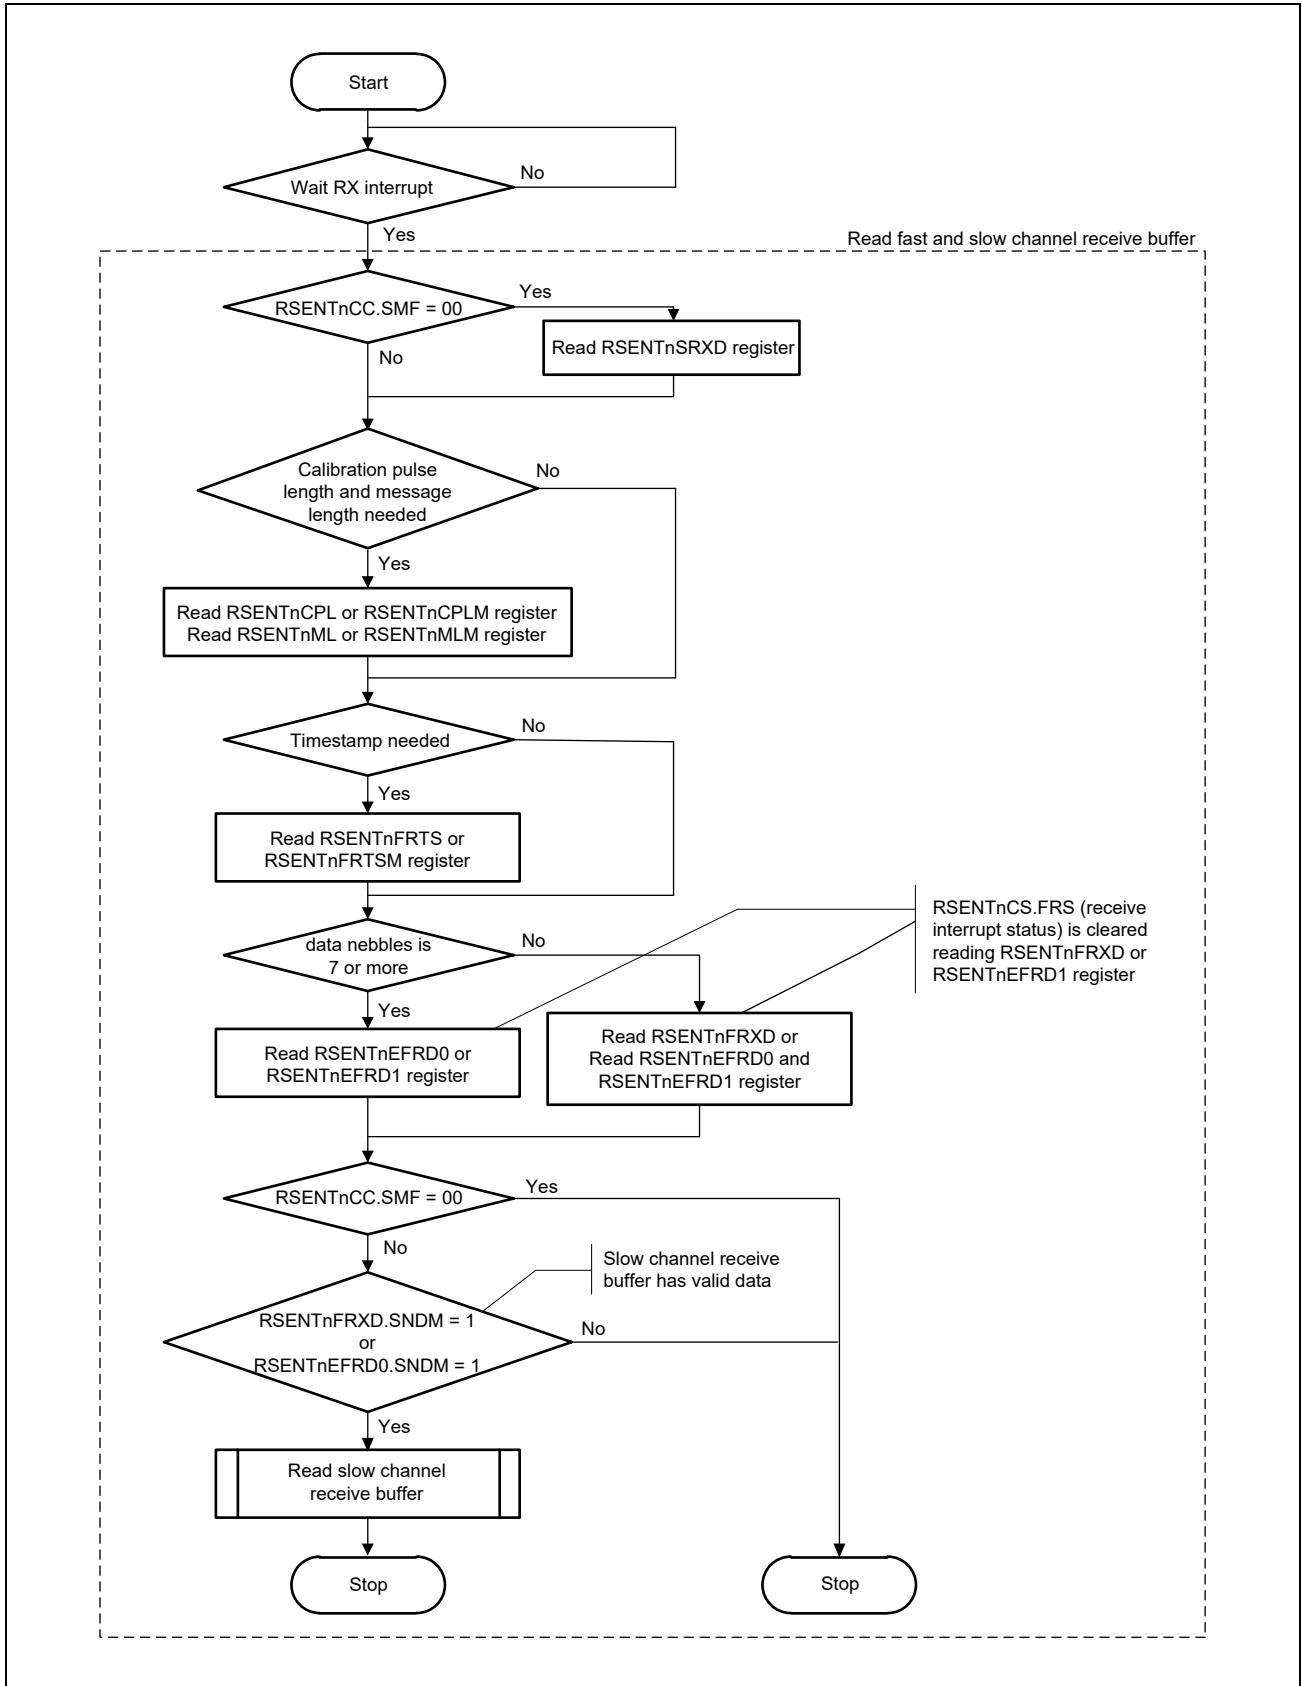 Start
Wait RX interrupt
No
Yes
Read fast and slow channel receive buffer
RSENTnCC.SMF = 00
Yes
Read RSENTnSRXD register
No
Calibration pulse
length and message
length needed
No
Yes
Read RSENTnCPL or RSENTnCPLM register
Read RSENTnML or RSENTnMLM register
Timestamp needed
No
Yes
Read RSENTnFRTS or
RSENTnFRTSM register
data nebbles is
7 or more
No
Yes
RSENTnCS.FRS (receive
interrupt status) is cleared
reading RSENTnFRXD or
RSENTnEFRD1 register
Read RSENTnEFRD0 or
RSENTnEFRD1 register
Read RSENTnFRXD or
Read RSENTnEFRD0 and
RSENTnEFRD1 register
RSENTnCC.SMF = 00
Yes
No
Slow channel receive
buffer has valid data
RSENTnFRXD.SNDM = 1
or
RSENTnEFRD0.SNDM = 1
No
Yes
Read slow channel
receive buffer
Stop
Stop